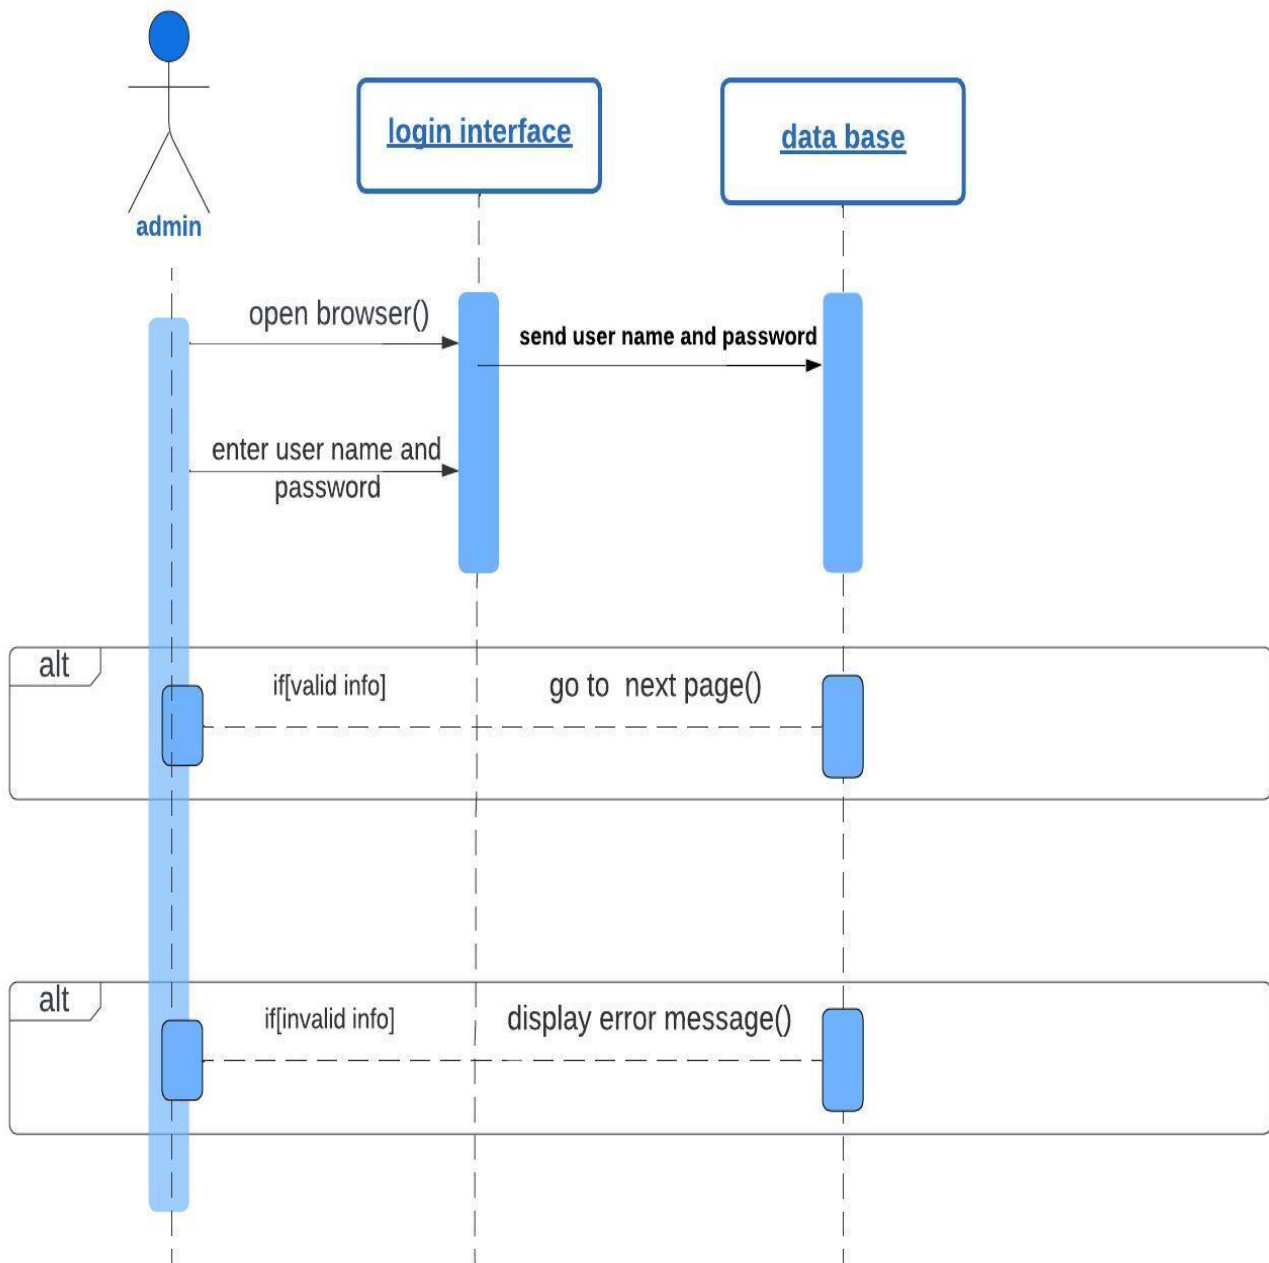 login interface
data base
admin
open browser()
send user name and password
enter user name and
password
alt
if[valid info]
go to next page()
alt
if[invalid info]
display error message()